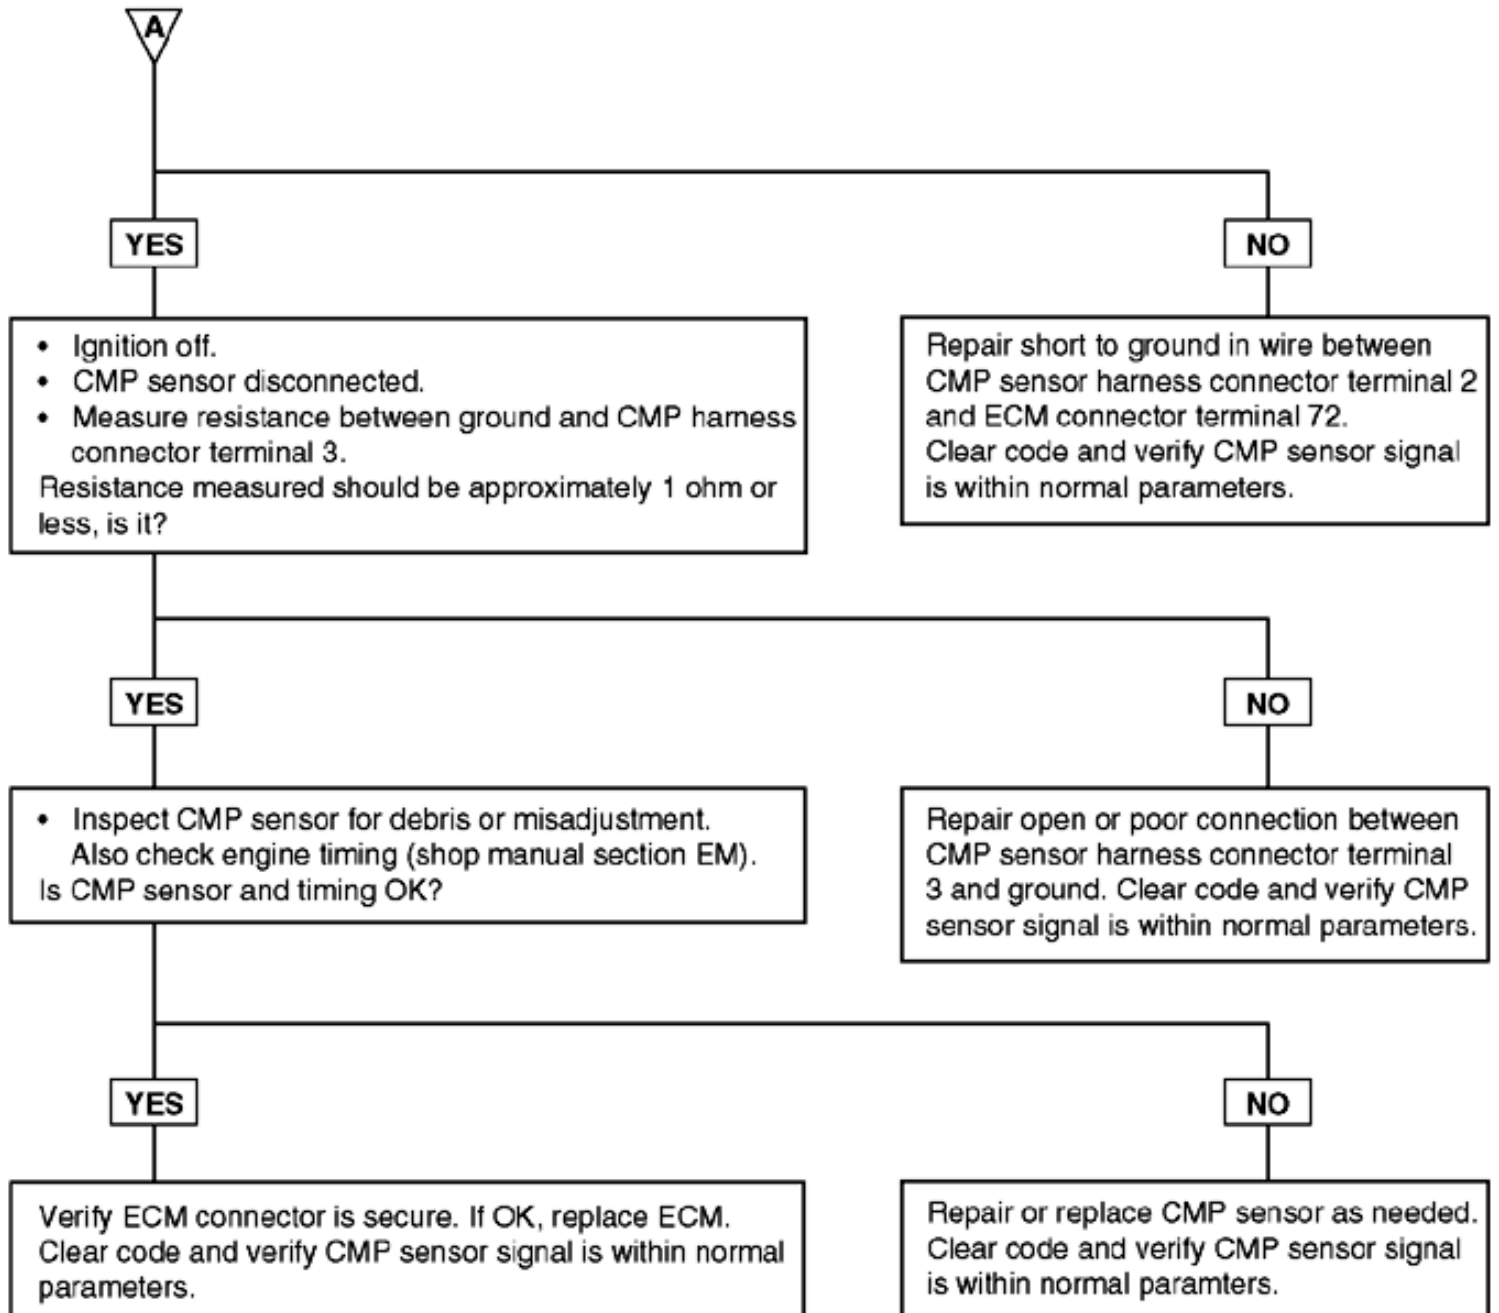 A
YES
NO
• Ignition off.
• CMP sensor disconnected.
• Measure resistance between ground and CMP harness
connector terminal 3.
Resistance measured should be approximately 1 ohm or
less, is it?
Repair short to ground in wire between
CMP sensor harness connector terminal 2
and ECM connector terminal 72.
Clear code and verify CMP sensor signal
is within normal parameters.
YES
NO
• Inspect CMP sensor for debris or misadjustment.
Also check engine timing (shop manual section EM).
Is CMP sensor and timing OK?
Repair open or poor connection between
CMP sensor harness connector terminal
3 and ground. Clear code and verify CMP
sensor signal is within normal parameters.
YES
NO
Verify ECM connector is secure. If OK, replace ECM.
Clear code and verify CMP sensor signal is within normal
parameters.
Repair or replace CMP sensor as needed.
Clear code and verify CMP sensor signal
is within normal paramters.